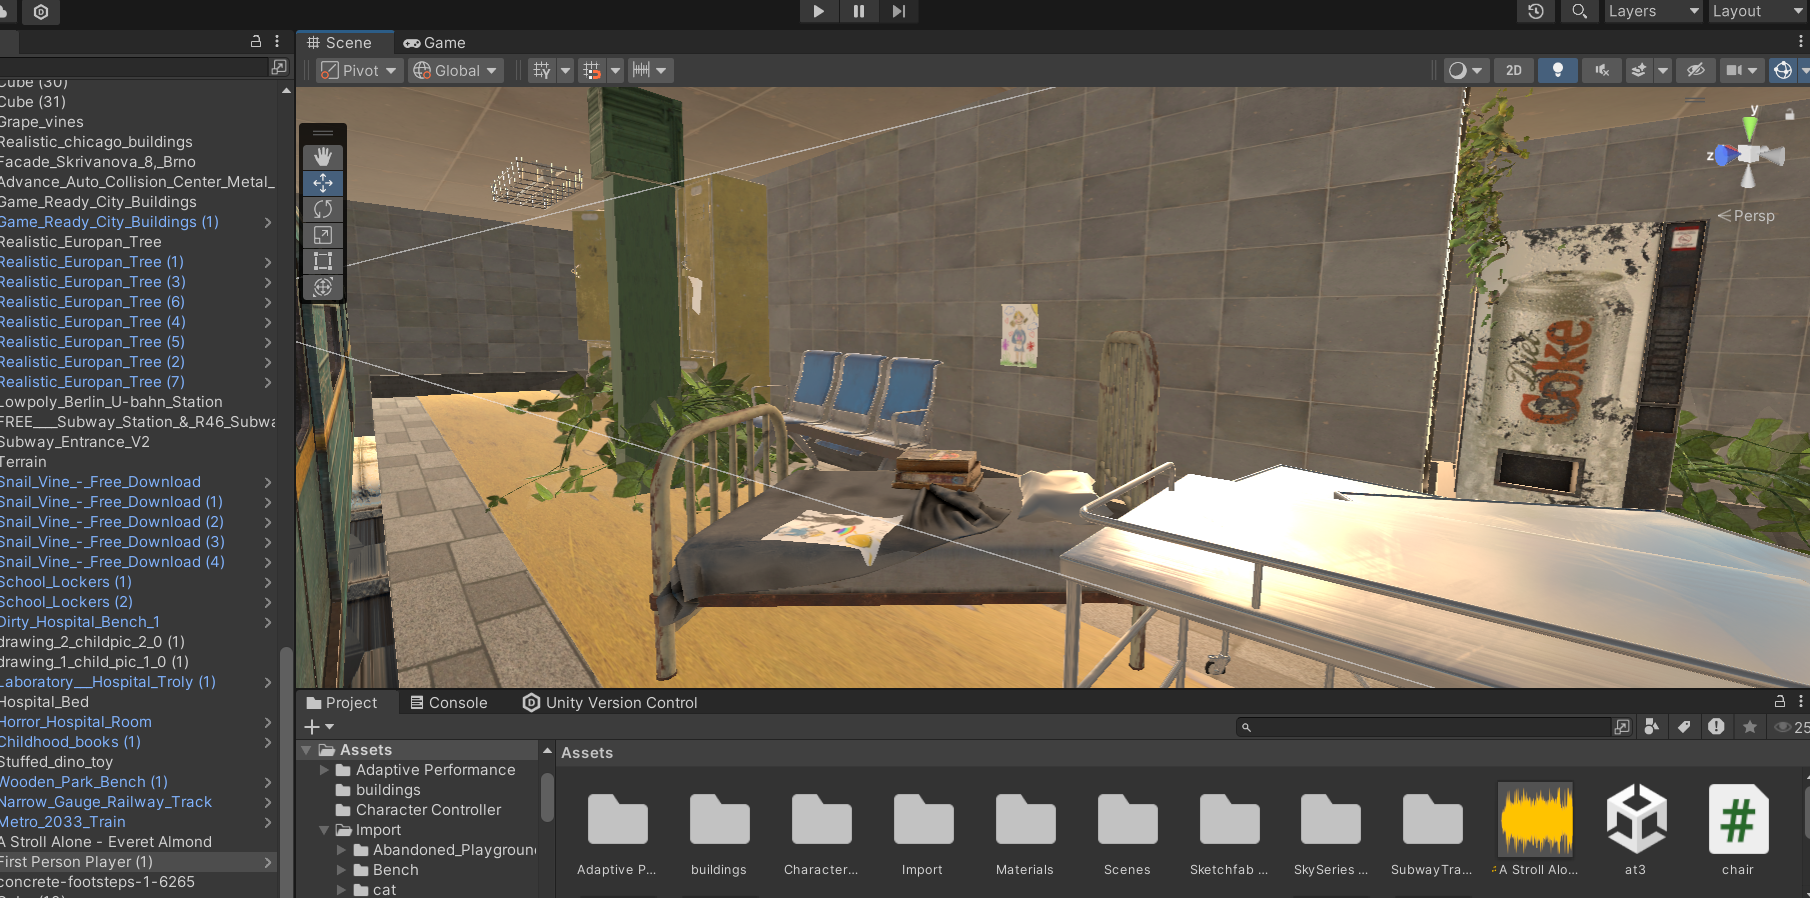 Layers
Layout
Scene
Game
Pivot
Global
2D
Cube (30)
Cube (31)
Grape_vines
Realistic_chicago_buildings
Facade_Skrivanova_8,_Brno
Advance_Auto_Collision_Center_Metal_
Game_Ready_City_Buildings
Game_Ready_City_Buildings (1)
Realistic_Europan_Tree
Realistic_Europan_Tree (1)
Realistic_Europan_Tree (3)
Realistic_Europan_Tree (6)
Realistic_Europan_Tree (4)
Realistic_Europan_Tree (5)
Realistic_Europan_Tree (2)
Realistic_Europan_Tree (7)
Lowpoly_Berlin_U-bahn_Station
FREE___Subway_Station_&_R46_Subwa
Subway_Entrance_V2
Terrain
Snail_Vine_-_Free_Download
Snail_Vine_-_Free_Download (1)
Snail_Vine_-_Free_Download (2)
Snail_Vine_-_Free_Download (3)
Snail_Vine_-_Free_Download (4)
School_Lockers (1)
School_Lockers (2)
Dirty_Hospital_Bench_1
drawing_2_childpic_2_0 (1)
drawing_1_child_pic_1_0 (1)
Laboratory___Hospital_Troly (1)
Hospital_Bed
Horror_Hospital_Room
Childhood_books (1)
Stuffed_dino_toy
Wooden_Park_Bench (1)
Narrow_Gauge_Railway_Track
Metro_2033_Train
A Stroll Alone - Everet Almond
First Person Player (1)
concrete-footsteps-1-6265
y
z
Persp
Diet
Coke
Project
Console
Unity Version Control
25
Assets
Adaptive Performance
buildings
Character Controller
Import
Abandoned_Playgroun
Bench
cat
Assets
Adaptive P...
buildings
Character...
Import
Materials
Scenes
Sketchfab ...
SkySeries ...
SubwayTra...
A Stroll Alo...
at3
chair